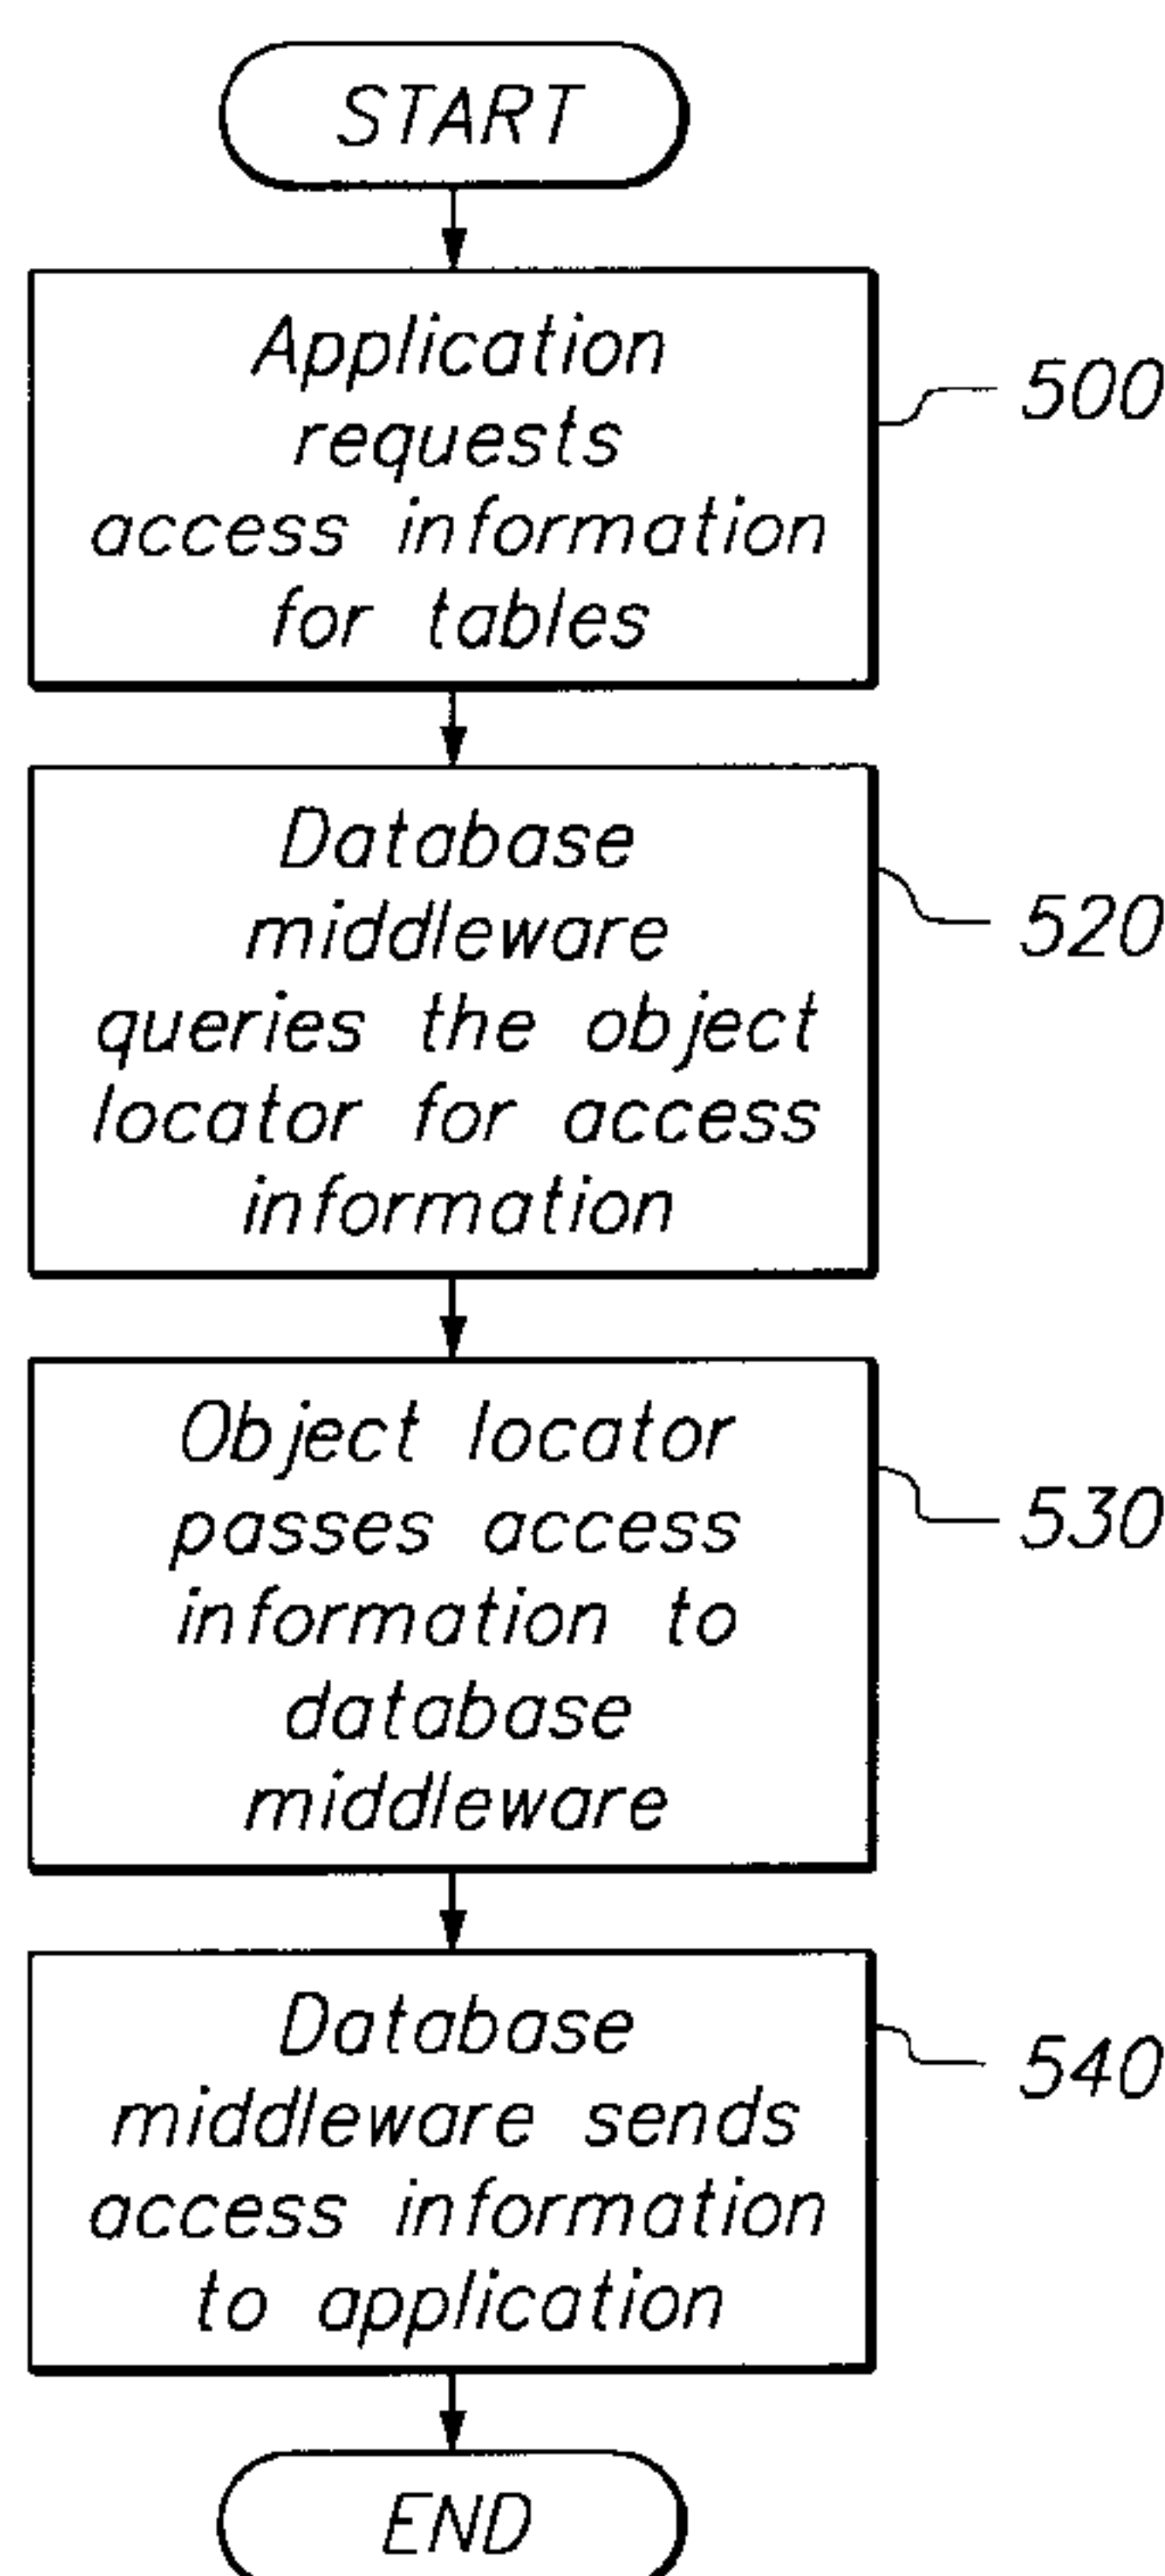 START
Application
requests
access information
for tables
500
Database
middleware
queries the object
locator for access
information
520
Object locator
passes access
information to
database
middleware
530
Database
middleware sends
access information
to application
540
END